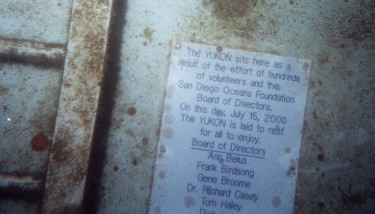 The YUKON sits here as a
result of the effort of hundreds
of volunteers and the
San Diego Oceans Foundation
Board of Directors.
On this day, July 15, 2000
The YUKON is laid to rest
for all to enjoy.
Board of Directors
Ann Belus
Frank Birdsong
Gene Broome
Dr. Richard Casey
Tom Haley